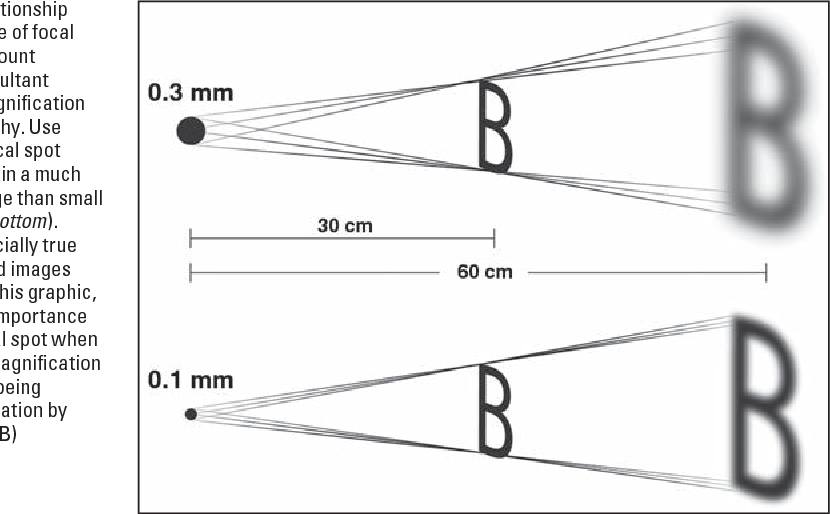 tionship
e of focal
ount
ultant
gnification
hy. Use
cal spot
in a much
ge than small
ottom).
cially true
d images
his graphic,
mportance
l spot when
agnification
being
ation by
B)
0.3 mm
B
B
30 cm
60 cm
0.1 mm
B
B